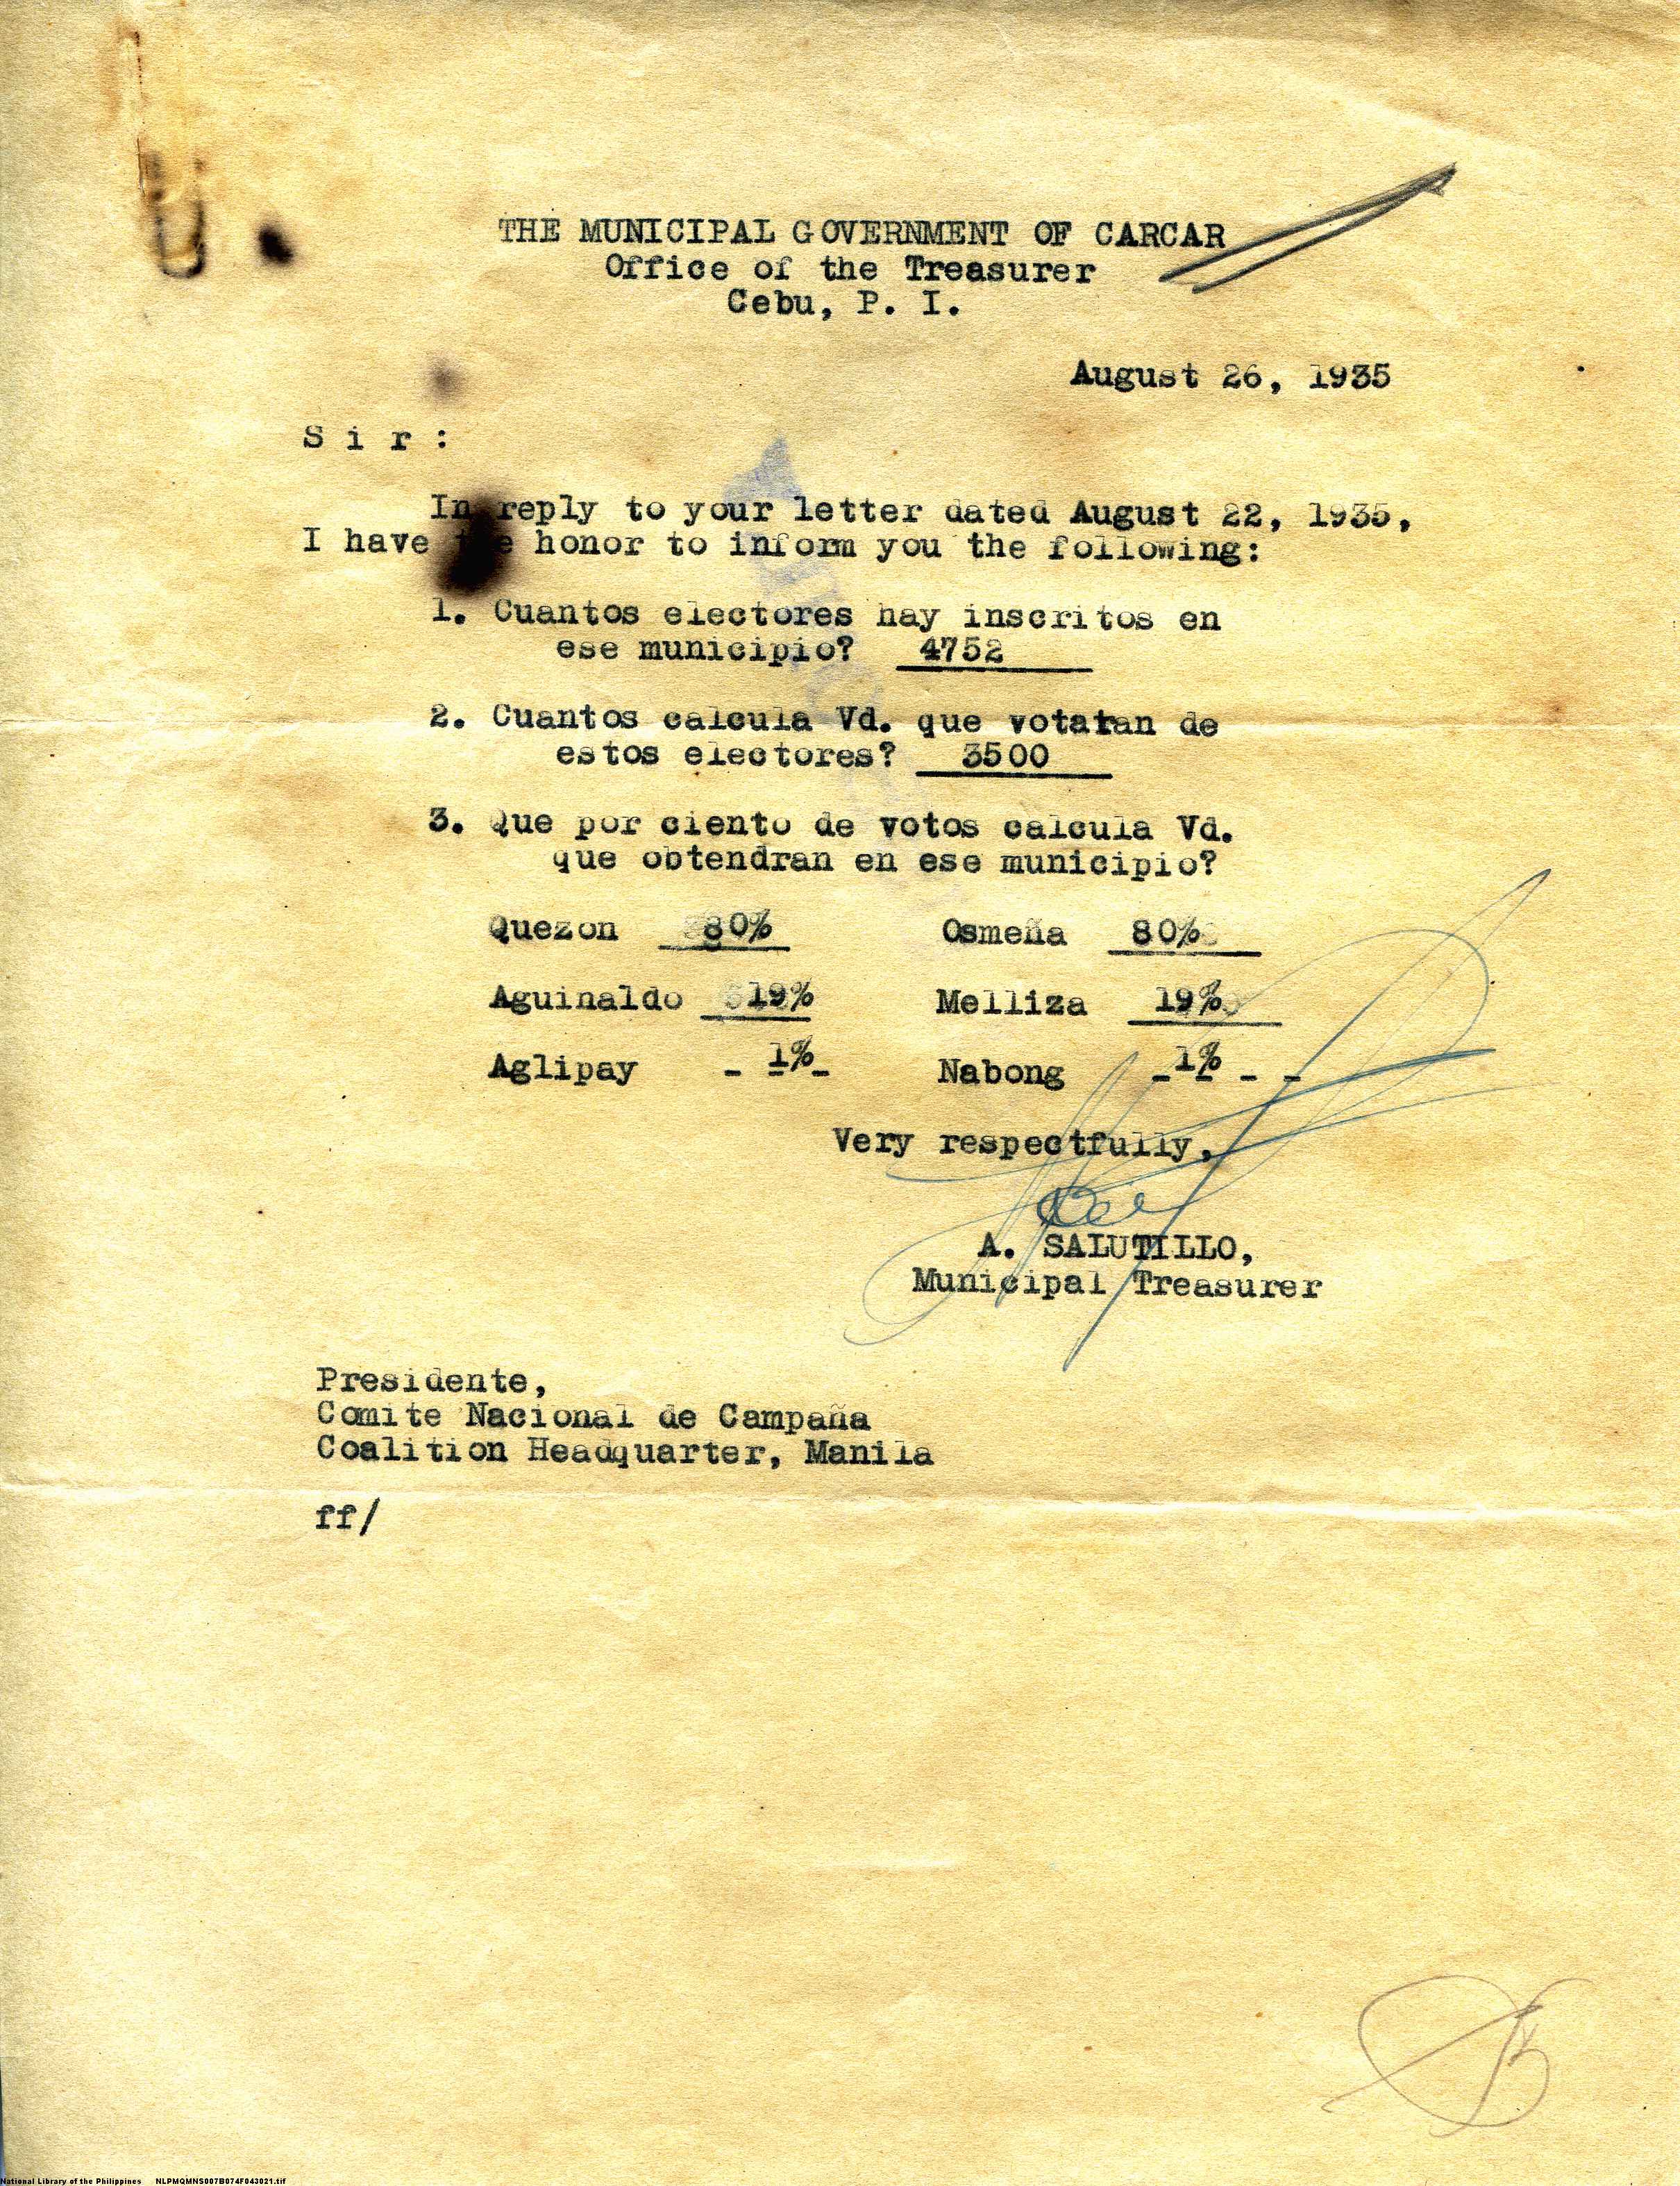 THE MUNICIPAL GOVERNMENT OF CARCAR
Office of the Treasurer
Cebu, P. I.
August 26, 1935
S i r :
In reply to your letter dated August 22, 1935,
I have the honor to inform you the following:
1. Cuantos electores hay inscritos en
ese municipio? 4752
2. Cuantos calcula Vd. que votaran de
estos electores? 3500
3. Que por ciento de votos calcula Vd.
que obtendran en ese municipio?
Quezon 80% Osmeña 80%
Aguinaldo 19% Melliza 19%
Aglipay - 1% - Nabong - 1% - -
Very respectfully,
A. SALUTILLO,
Municipal Treasurer
Presidente,
Comite Nacional de Campaña
Coalition Headquarter, Manila
ff/
National Library of the Philippines NLPMQMNS007B074F043021.tif